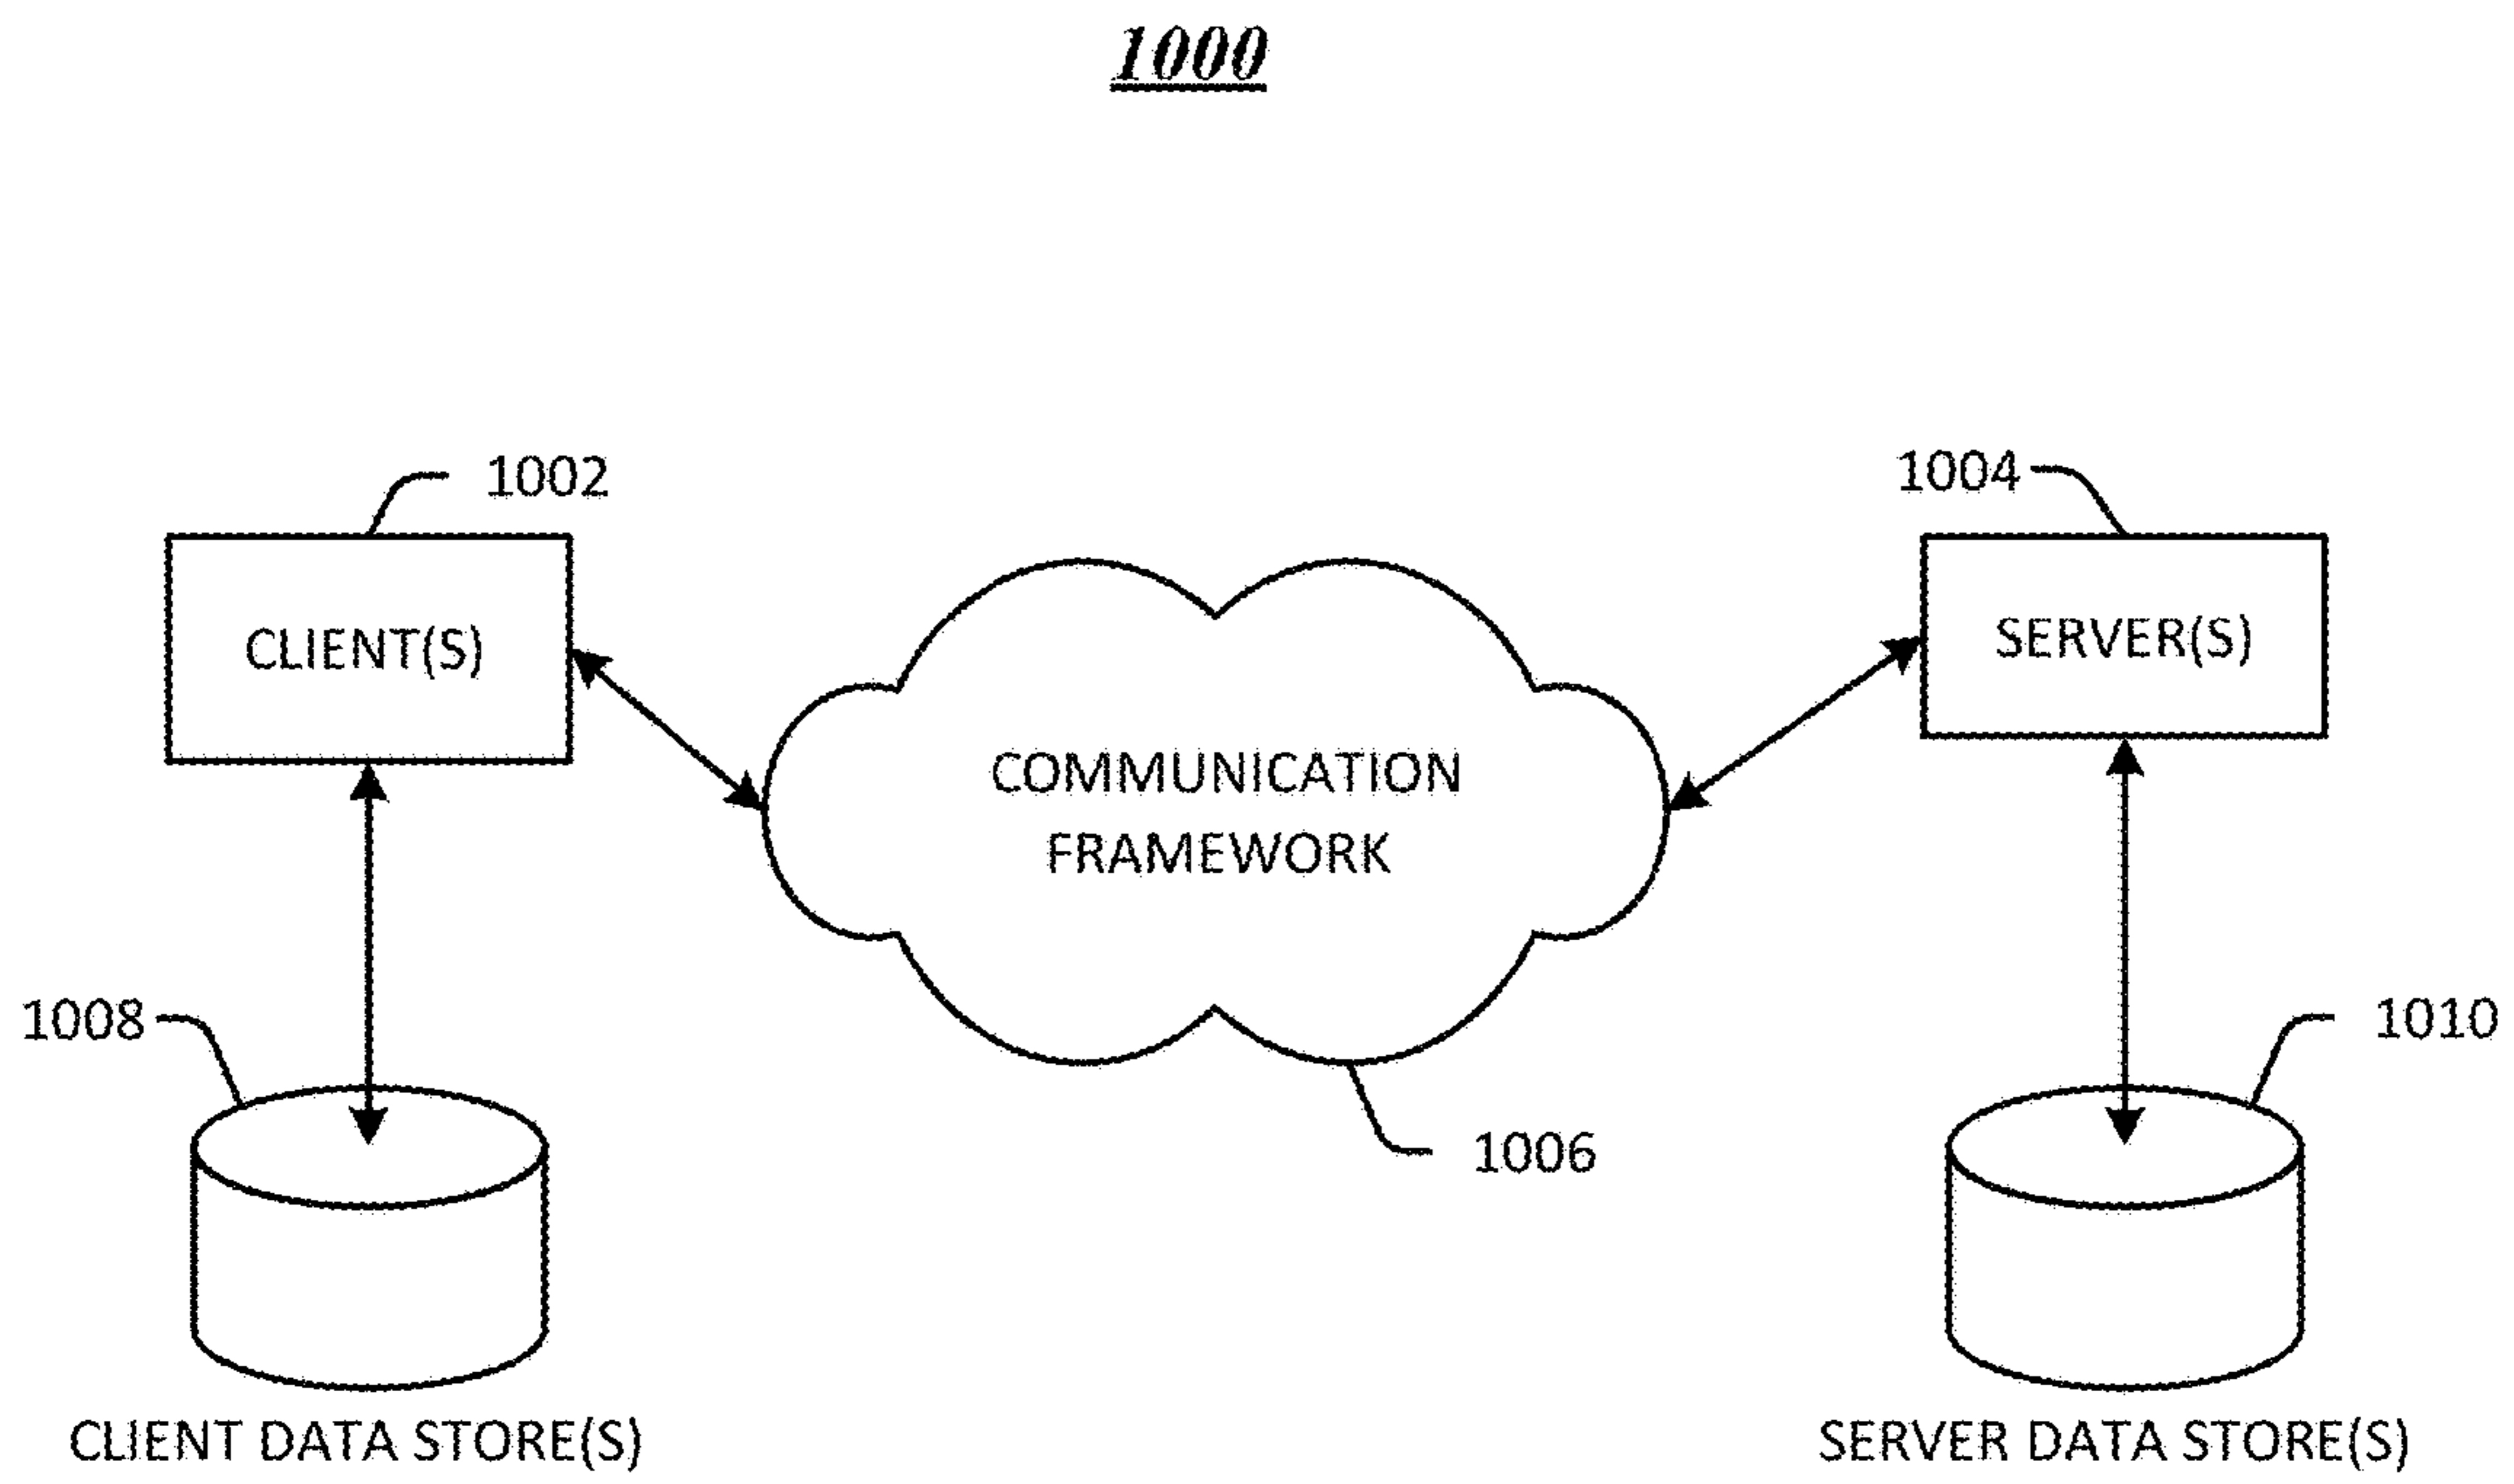 1000
1002
1004
CLIENT(S)
SERVER(S)
COMMUNICATION
FRAMEWORK
1008
1010
1006
CLIENT DATA STORE(S)
SERVER DATA STORE(S)